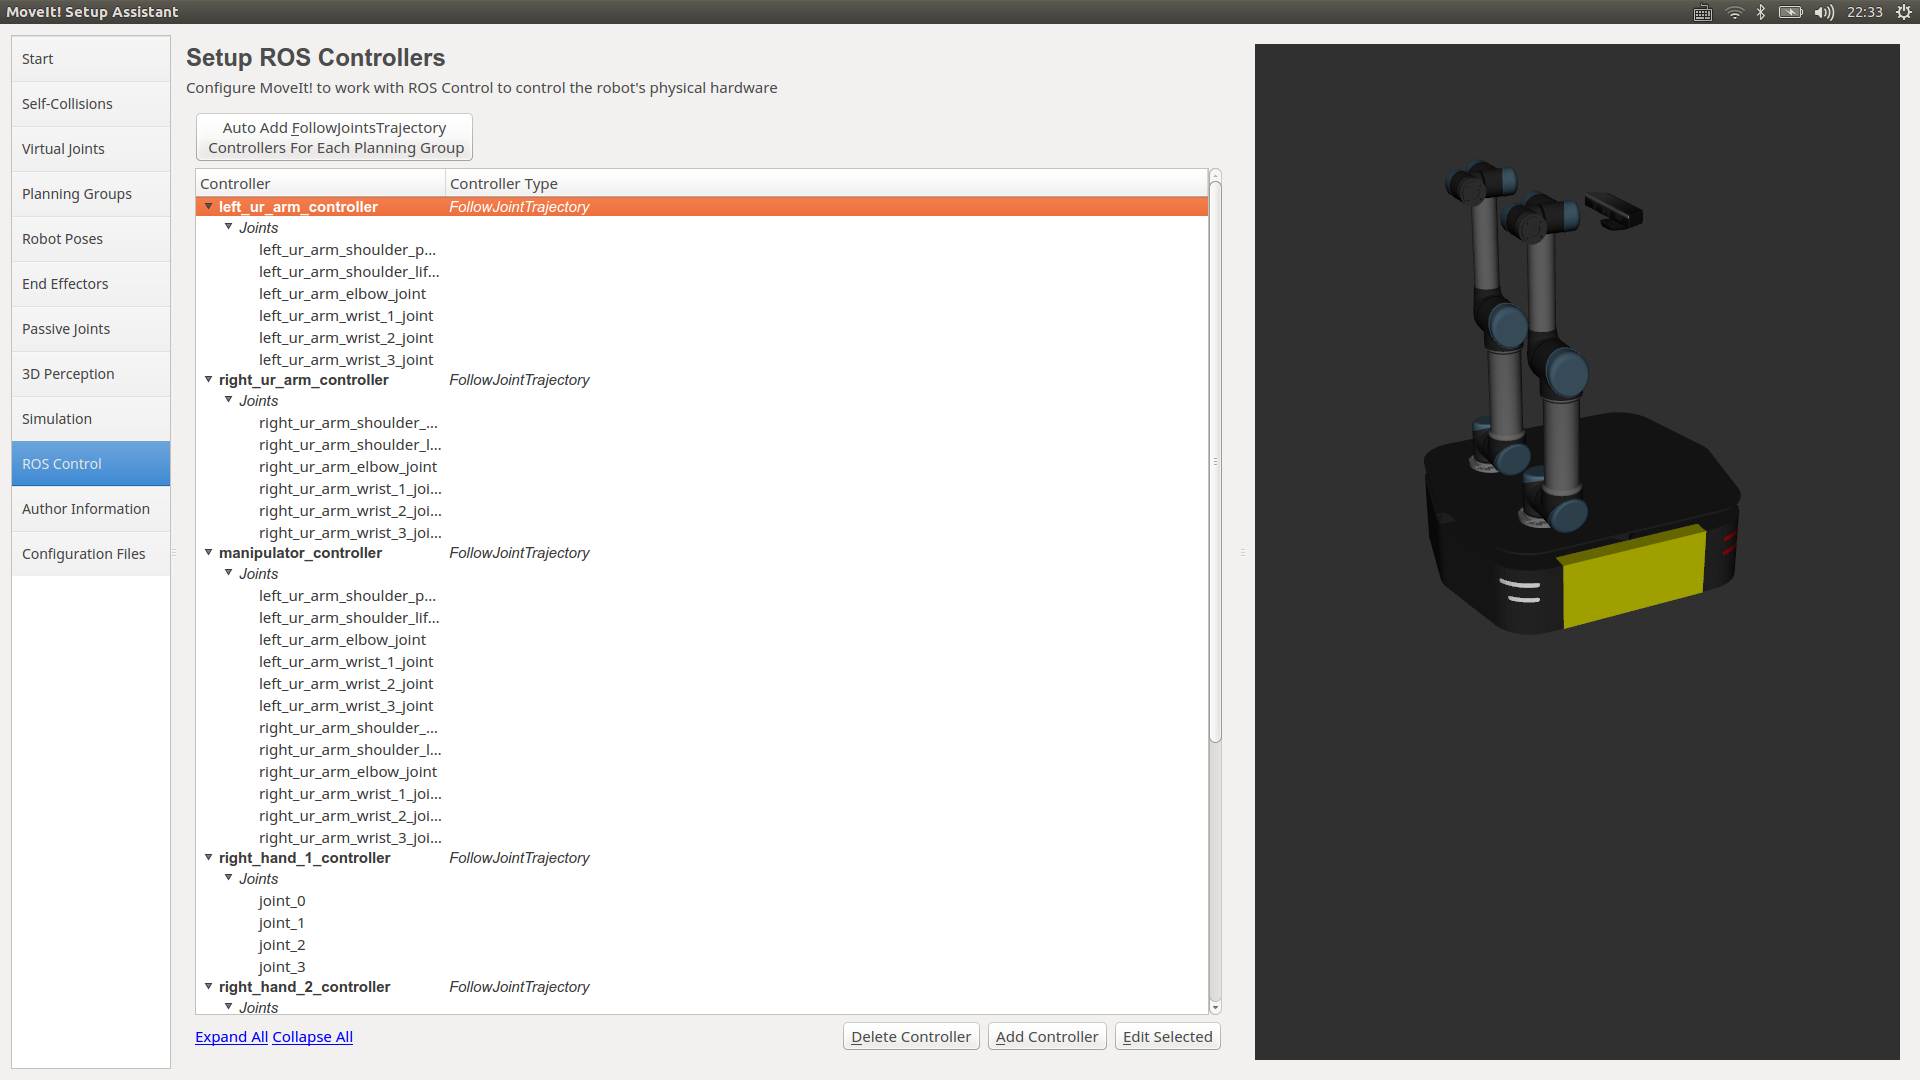 MoveIt! Setup Assistant
22:33
Start
Self-Collisions
Virtual Joints
Planning Groups
Robot Poses
End Effectors
Passive Joints
3D Perception
Simulation
ROS Control
Author Information
Configuration Files
Setup ROS Controllers
Configure MoveIt! to work with ROS Control to control the robot's physical hardware
Auto Add FollowJointsTrajectory
Controllers For Each Planning Group
Controller Controller Type
left_ur_arm_controller FollowJointTrajectory
Joints
left_ur_arm_shoulder_p...
left_ur_arm_shoulder_lif...
left_ur_arm_elbow_joint
left_ur_arm_wrist_1_joint
left_ur_arm_wrist_2_joint
left_ur_arm_wrist_3_joint
right_ur_arm_controller FollowJointTrajectory
Joints
right_ur_arm_shoulder_...
right_ur_arm_shoulder_l...
right_ur_arm_elbow_joint
right_ur_arm_wrist_1_joi...
right_ur_arm_wrist_2_joi...
right_ur_arm_wrist_3_joi...
manipulator_controller FollowJointTrajectory
Joints
left_ur_arm_shoulder_p...
left_ur_arm_shoulder_lif...
left_ur_arm_elbow_joint
left_ur_arm_wrist_1_joint
left_ur_arm_wrist_2_joint
left_ur_arm_wrist_3_joint
right_ur_arm_shoulder_...
right_ur_arm_shoulder_l...
right_ur_arm_elbow_joint
right_ur_arm_wrist_1_joi...
right_ur_arm_wrist_2_joi...
right_ur_arm_wrist_3_joi...
right_hand_1_controller FollowJointTrajectory
Joints
joint_0
joint_1
joint_2
joint_3
right_hand_2_controller FollowJointTrajectory
Joints
Expand All Collapse All Delete Controller Add Controller Edit Selected